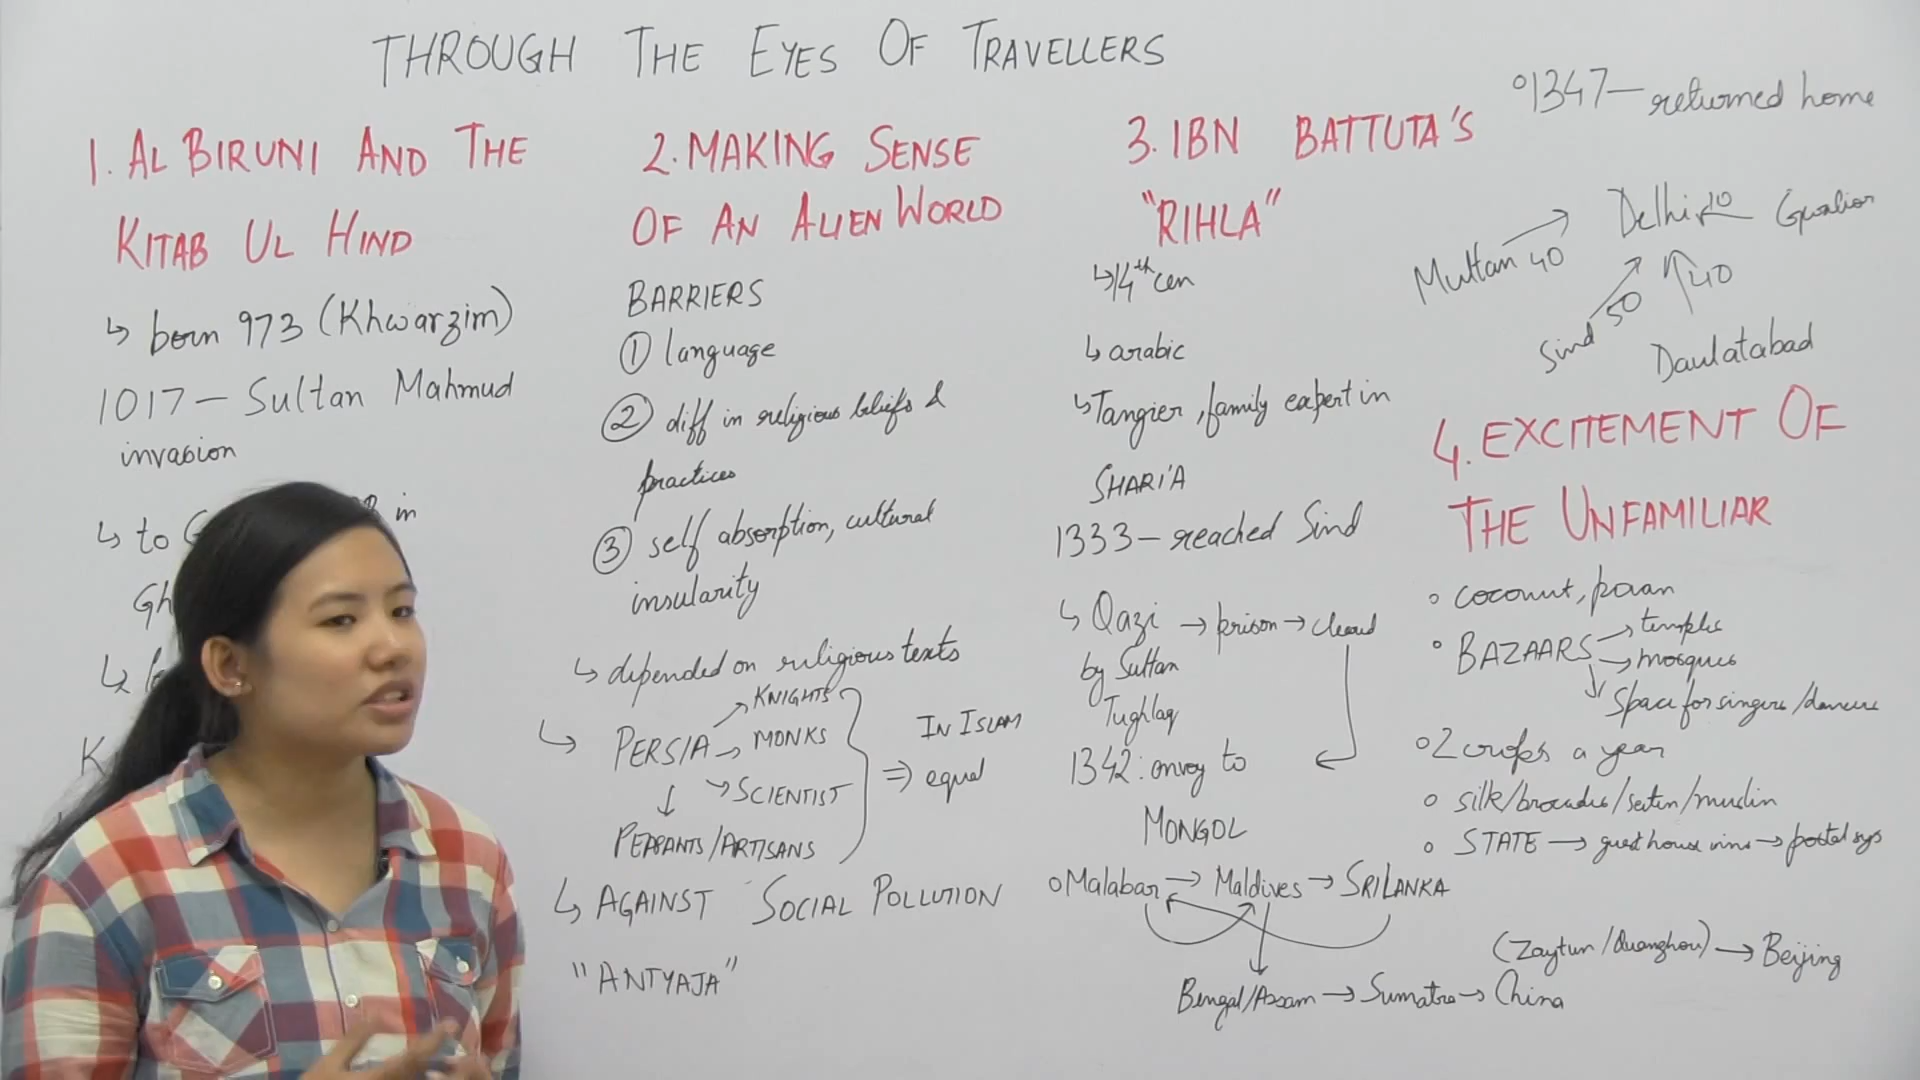 THROUGH THE EYES OF TRAVELLERS
1. AL BIRUNI AND THE
KITAB UL HIND
↳ born 973 (Khwarzim)
1017 – Sultan Mahmud
invasion
↳ to G in
Gh
K
2. MAKING SENSE
OF AN ALIEN WORLD
BARRIERS
① language
② diff in religious beliefs &
practices
③ self absorption, cultural
insularity
↳ depended on religious texts
↳ PERSIA → KNIGHTS
→ MONKS
→ SCIENTIST
↓
PEASANTS/ARTISANS
IN ISLAM
⇒ equal
↳ AGAINST SOCIAL POLLUTION
"ANTYAJA"
3. IBN BATTUTA'S
"RIHLA"
↳ 14th cen
↳ arabic
↳ Tangier, family expert in
SHARI'A
1333 – reached Sind
↳ Qazi → prison → cleared
by Sultan
Tughlaq
1342: envoy to
MONGOL
o Malabar → Maldives → SRILANKA
Bengal/Assam → Sumatra → China
(Zaytun/Quanzhou) → Beijing
o 1347 – returned home
Multan 40 → Delhi 10 Gwalior
Sind 50
40
Daulatabad
4. EXCITEMENT OF
THE UNFAMILIAR
o coconut, paan
o BAZAARS → temples
→ mosques
↓ space for singers/dancers
o 2 crops a year
o silk/brocades/satin/muslin
o STATE → guest house inns → postal sys